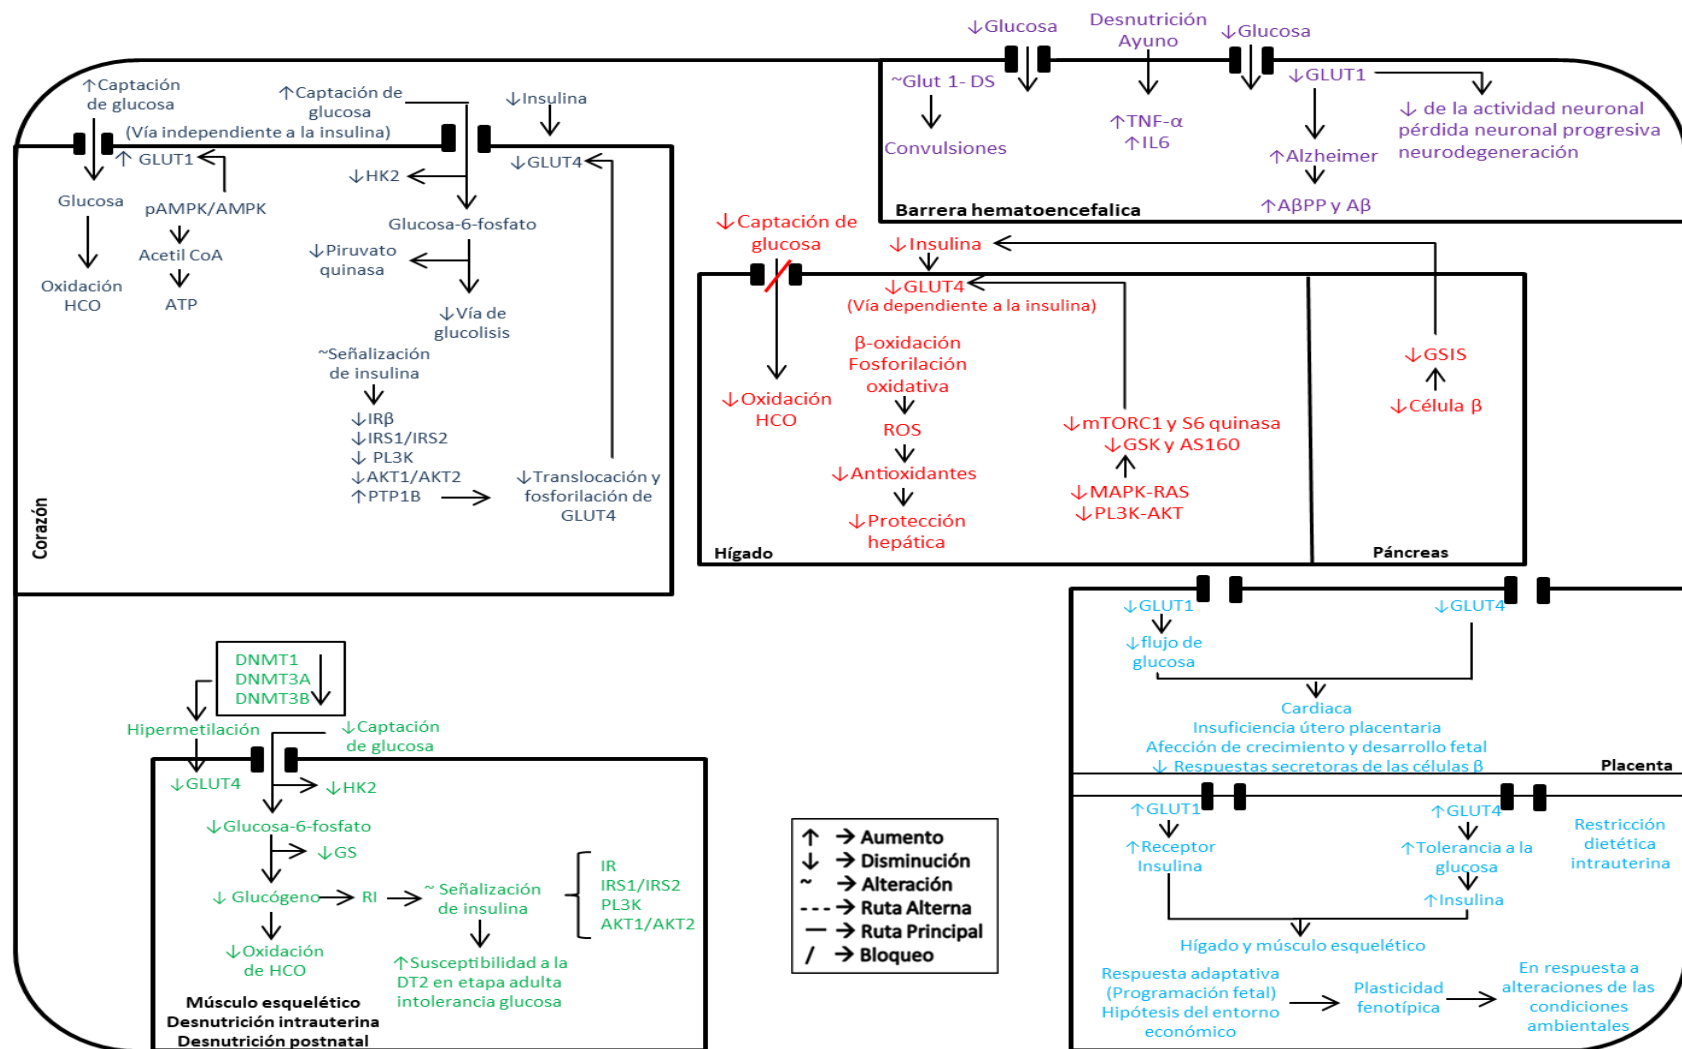 ↑Captación
de glucosa
(Vía independiente a la insulina)
↑ GLUT1
Glucosa
Oxidación
HCO
pAMPK/AMPK
Acetil CoA
ATP
↑Captación de
glucosa
↓HK2
Glucosa-6-fosfato
↓Piruvato
quinasa
↓Vía de
glucolisis
~Señalización
de insulina
↓IRβ
↓IRS1/IRS2
↓ PL3K
↓AKT1/AKT2
↑PTP1B
↓Insulina
↓GLUT4
↓Translocación y
fosforilación de
GLUT4
Corazón
↓Glucosa
Desnutrición
Ayuno
↓Glucosa
~Glut 1- DS
Convulsiones
↑TNF-α
↑IL6
↓GLUT1
↑Alzheimer
↑AβPP y Aβ
↓ de la actividad neuronal
pérdida neuronal progresiva
neurodegeneración
Barrera hematoencefalica
↓Captación de
glucosa
↓Oxidación
HCO
↓Insulina
↓GLUT4
(Vía dependiente a la insulina)
β-oxidación
Fosforilación
oxidativa
ROS
↓Antioxidantes
↓Protección
hepática
↓mTORC1 y S6 quinasa
↓GSK y AS160
↓MAPK-RAS
↓PL3K-AKT
Hígado
↓GSIS
↓Célula β
Páncreas
DNMT1
DNMT3A
DNMT3B
Hipermetilación
↓GLUT4
↓Captación
de glucosa
↓HK2
↓Glucosa-6-fosfato
↓GS
↓ Glucógeno
RI
~ Señalización
de insulina
IR
IRS1/IRS2
PL3K
AKT1/AKT2
↓Oxidación
de HCO
↑Susceptibilidad a la
DT2 en etapa adulta
intolerancia glucosa
Músculo esquelético
Desnutrición intrauterina
Desnutrición postnatal
↑ → Aumento
↓ → Disminución
~ → Alteración
---- → Ruta Alterna
— → Ruta Principal
/ → Bloqueo
↓GLUT1
↓flujo de
glucosa
↓GLUT4
Cardiaca
Insuficiencia útero placentaria
Afección de crecimiento y desarrollo fetal
↓ Respuestas secretoras de las células β
Placenta
↑GLUT1
↑Receptor
Insulina
↑GLUT4
↑Tolerancia a la
glucosa
↑Insulina
Restricción
dietética
intrauterina
Hígado y músculo esquelético
Respuesta adaptativa
(Programación fetal)
Hipótesis del entorno
económico
Plasticidad
fenotípica
En respuesta a
alteraciones de las
condiciones
ambientales